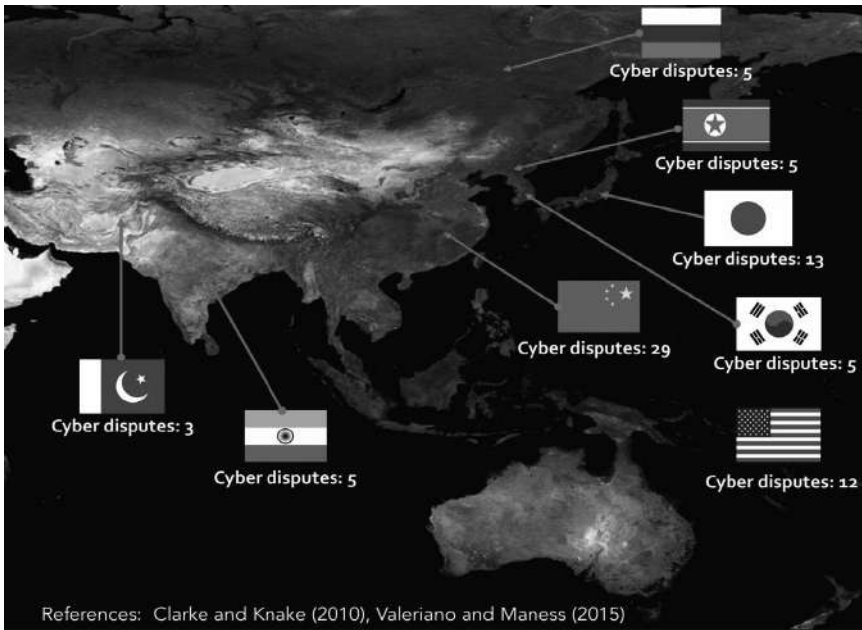 Cyber disputes: 5
Cyber disputes: 5
Cyber disputes: 13
Cyber disputes: 29
Cyber disputes: 5
Cyber disputes: 3
Cyber disputes: 5
Cyber disputes: 12
References: Clarke and Knake (2010), Valeriano and Maness (2015)